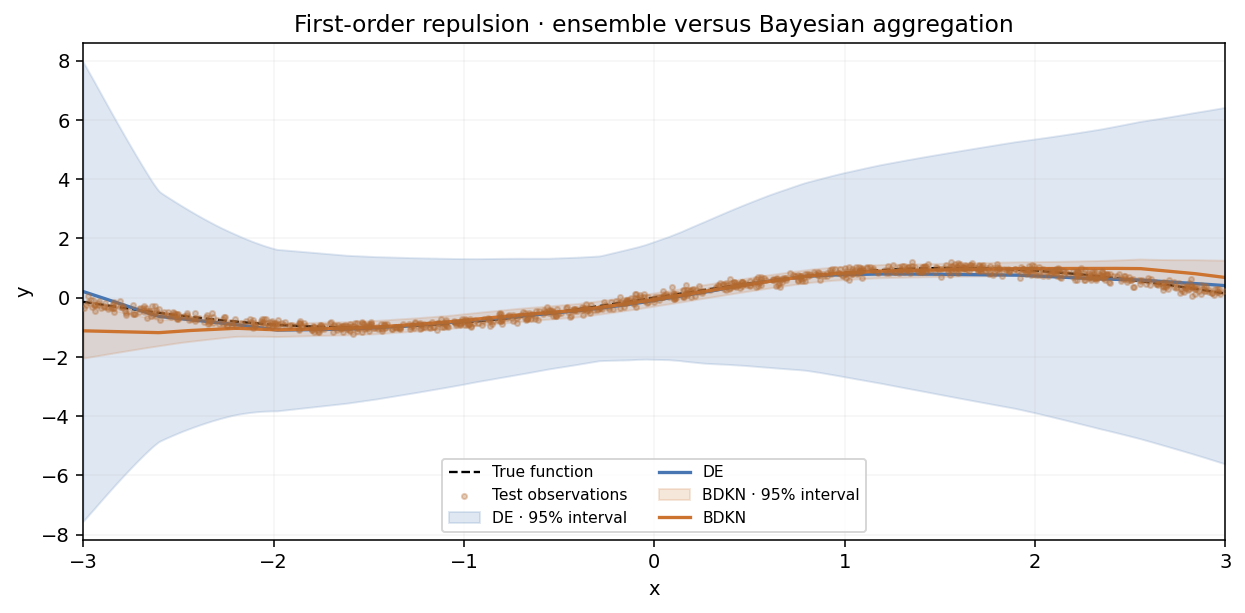 First-order repulsion · ensemble versus Bayesian aggregation
8
6
4
2
0
−2
−4
−6
−8
y
True function
Test observations
DE · 95% interval
DE
BDKN · 95% interval
BDKN
−3 −2 −1 0 1 2 3
x